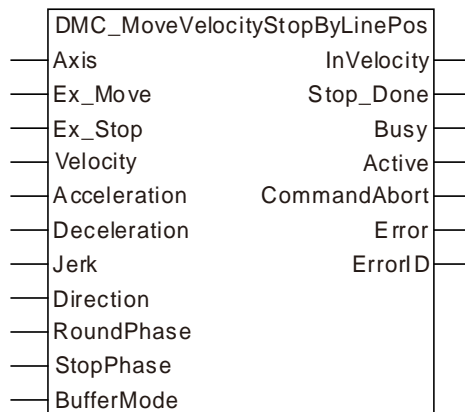 DMC_MoveVelocityStopByLinePos
Axis InVelocity
Ex_Move Stop_Done
Ex_Stop Busy
Velocity Active
Acceleration CommandAbort
Deceleration Error
Jerk ErrorID
Direction
RoundPhase
StopPhase
BufferMode